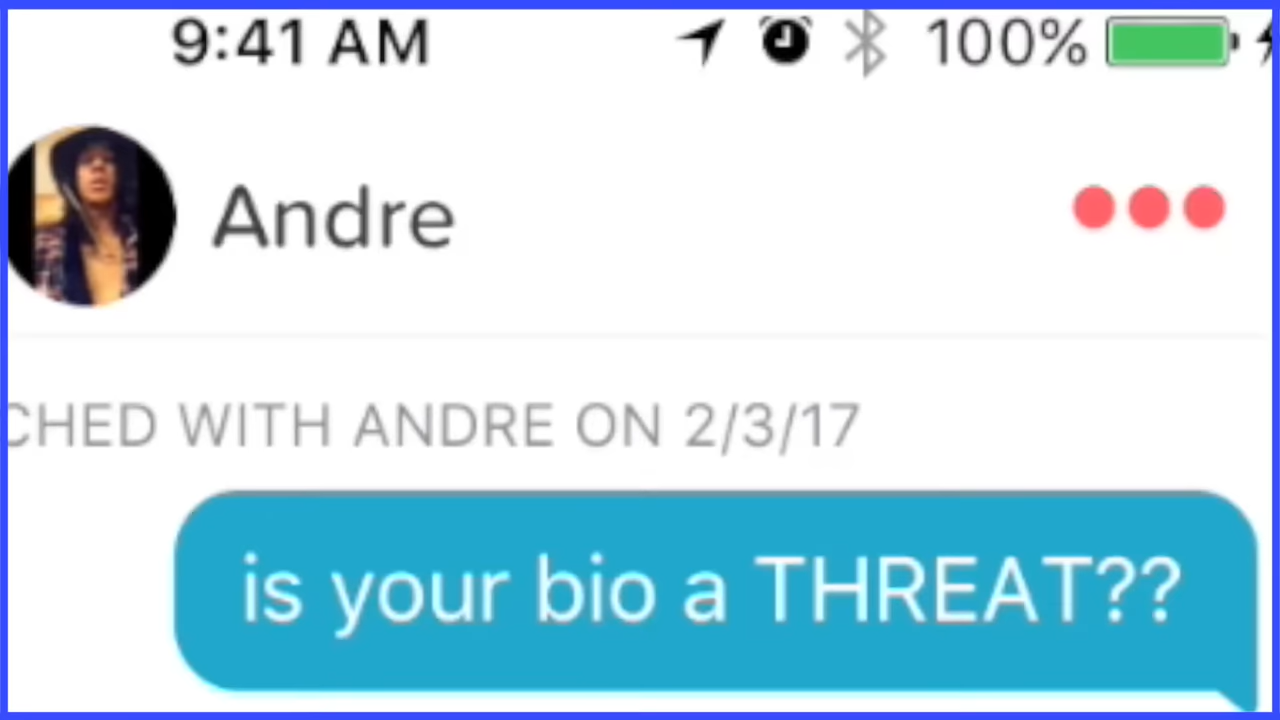 9:41 AM 100%
Andre
CHED WITH ANDRE ON 2/3/17
is your bio a THREAT??